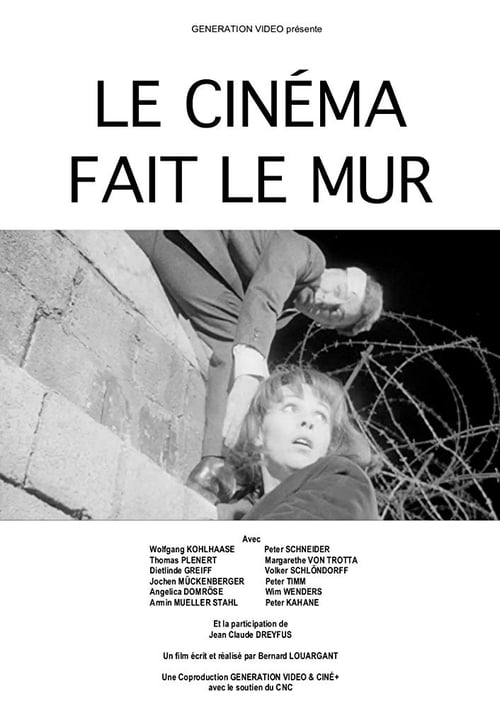 GENERATION VIDEO présente
LE CINÉMA
FAIT LE MUR
Avec
Wolfgang KOHLHAASE Peter SCHNEIDER
Thomas PLENERT Margarethe VON TROTTA
Dietlinde GREIFF Volker SCHLÖNDORFF
Jochen MÜCKENBERGER Peter TIMM
Angelica DOMRÖSE Wim WENDERS
Armin MUELLER STAHL Peter KAHANE
Et la participation de
Jean Claude DREYFUS
Un film écrit et réalisé par Bernard LOUARGANT
Une Coproduction GENERATION VIDEO & CINÉ+
avec le soutien du CNC